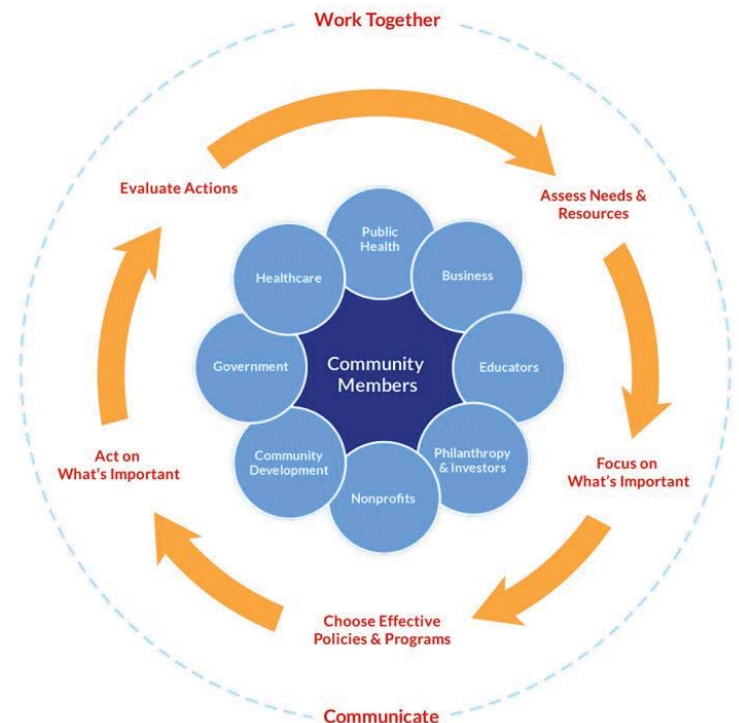 Work Together
Evaluate Actions
Assess Needs &
Resources
Public
Health
Healthcare
Business
Government
Community
Members
Educators
Act on
What's Important
Community
Development
Philanthropy
& Investors
Focus on
What's Important
Nonprofits
Choose Effective
Policies & Programs
Communicate